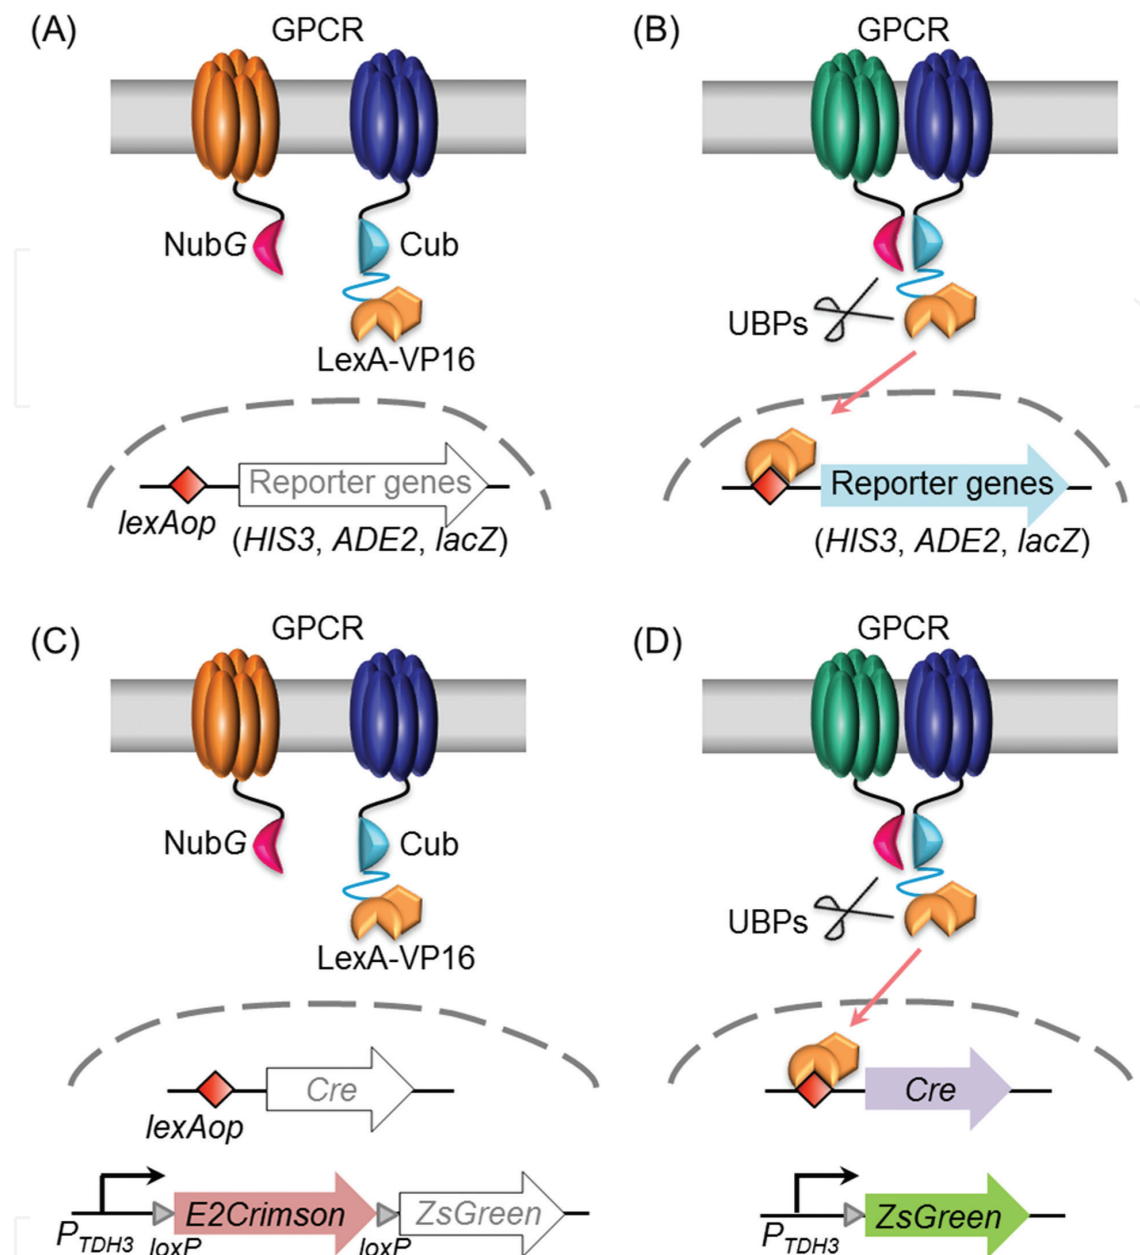 (A)
GPCR
NubG
Cub
LexA-VP16
lexAop
Reporter genes
(HIS3, ADE2, lacZ)
(B)
GPCR
UBPs
Reporter genes
(HIS3, ADE2, lacZ)
(C)
GPCR
NubG
Cub
LexA-VP16
lexAop
Cre
PTDH3
loxP
E2Crimson
loxP
ZsGreen
(D)
GPCR
UBPs
Cre
PTDH3
ZsGreen